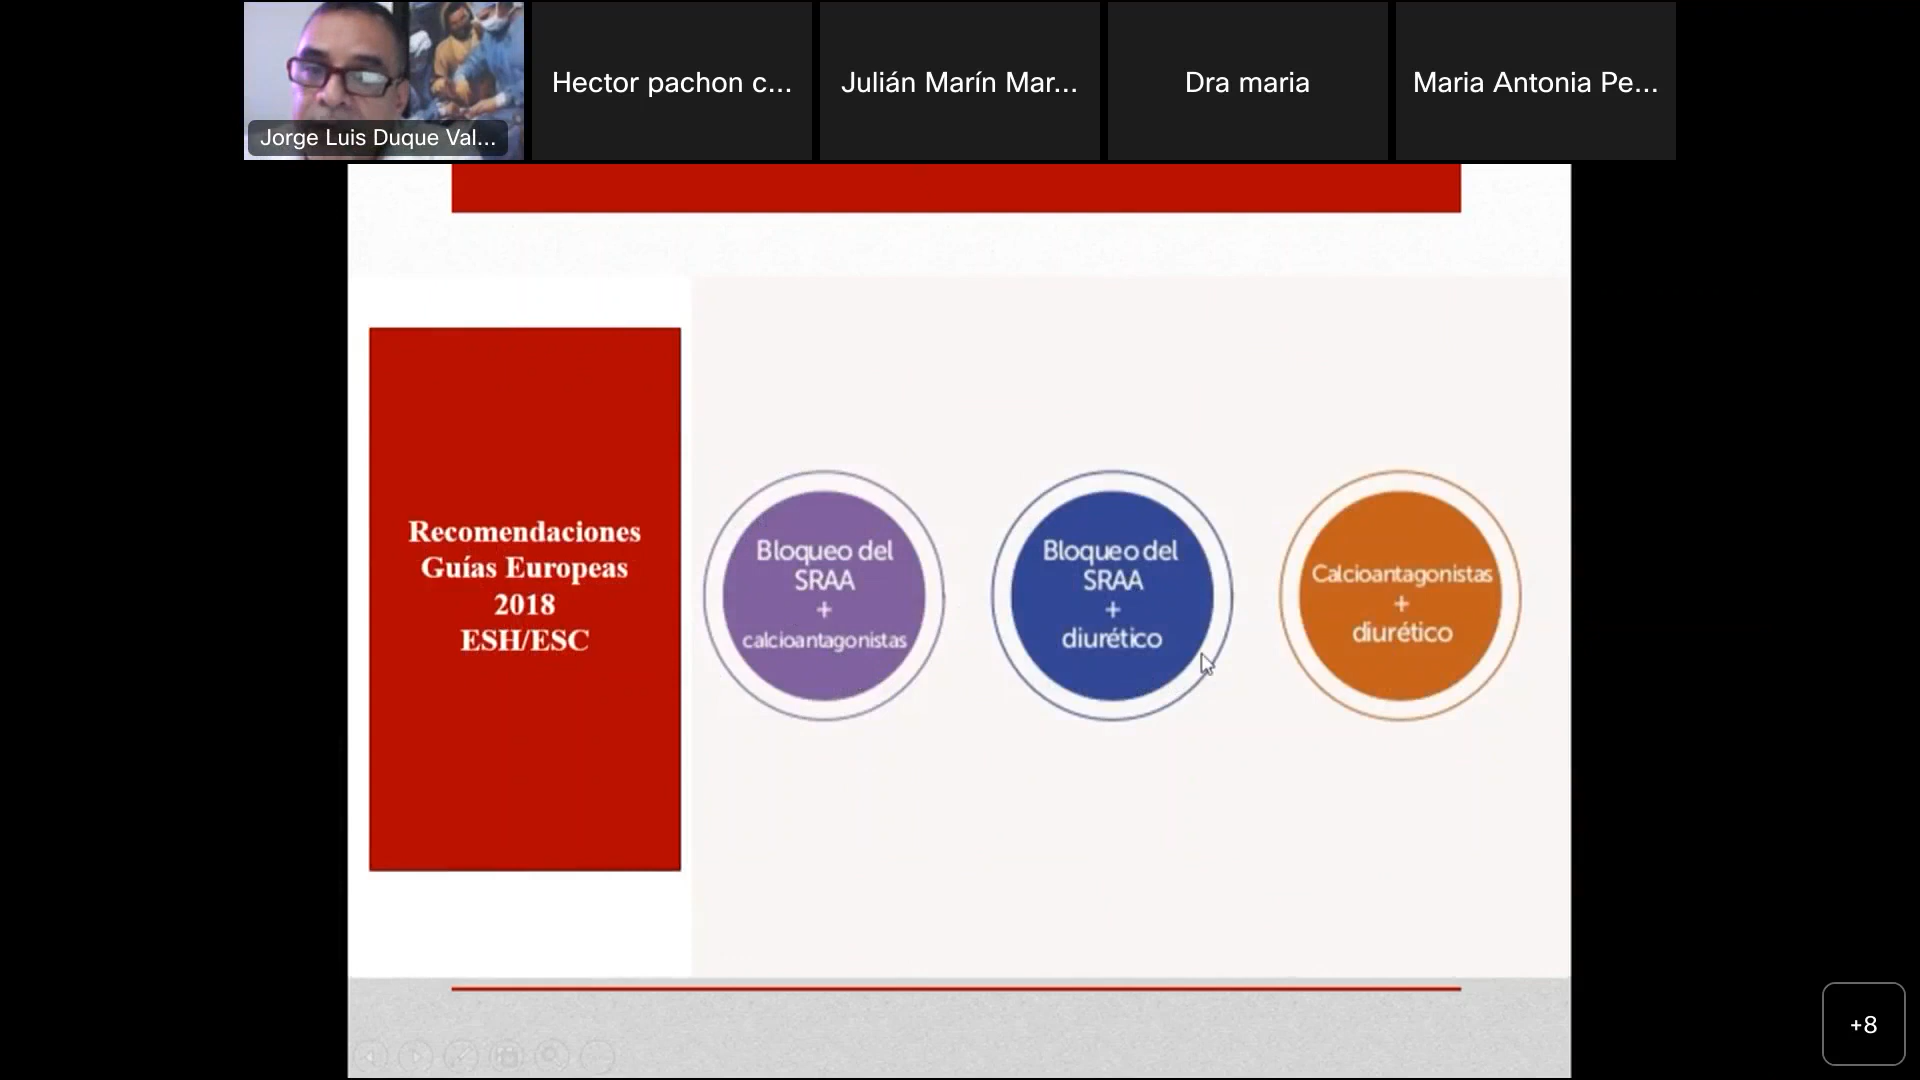 Jorge Luis Duque Val...
Hector pachon c...
Julián Marín Mar...
Dra maria
Maria Antonia Pe...
Recomendaciones
Guías Europeas
2018
ESH/ESC
Bloqueo del
SRAA
+
calcioantagonistas
Bloqueo del
SRAA
+
diurético
Calcioantagonistas
+
diurético
+8